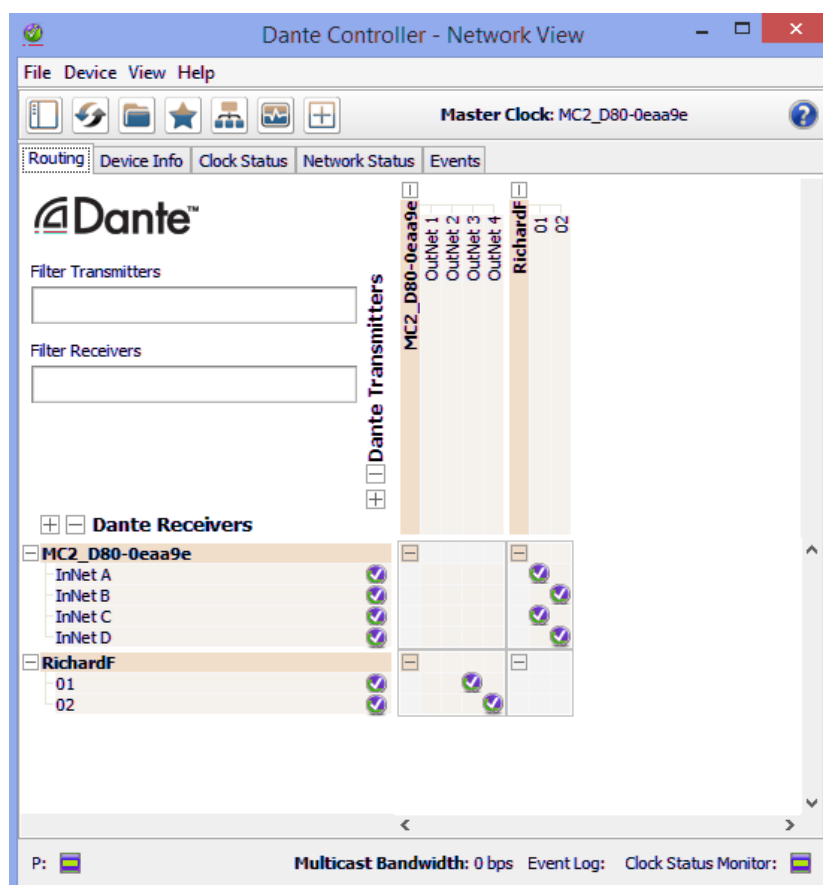 Dante Controller - Network View
File Device View Help
Master Clock: MC2_D80-0eaa9e
Routing Device Info Clock Status Network Status Events
Dante™
Filter Transmitters
Filter Receivers
Dante Transmitters
MC2_D80-0eaa9e
OutNet 1
OutNet 2
OutNet 3
OutNet 4
RichardF
01
02
Dante Receivers
MC2_D80-0eaa9e
InNet A
InNet B
InNet C
InNet D
RichardF
01
02
P: Multicast Bandwidth: 0 bps Event Log: Clock Status Monitor: